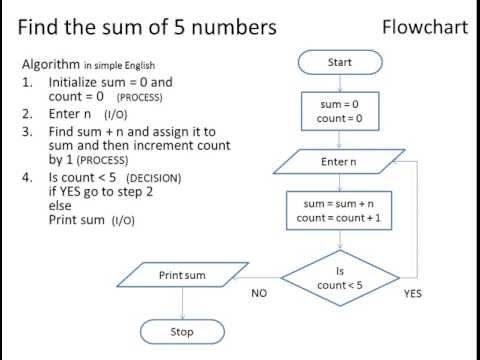 Find the sum of 5 numbers
Flowchart
Algorithm in simple English
1. Initialize sum = 0 and
count = 0 (PROCESS)
2. Enter n (I/O)
3. Find sum + n and assign it to
sum and then increment count
by 1 (PROCESS)
4. Is count < 5 (DECISION)
if YES go to step 2
else
Print sum (I/O)
Start
sum = 0
count = 0
Enter n
sum = sum + n
count = count + 1
Is
count < 5
NO
YES
Print sum
Stop